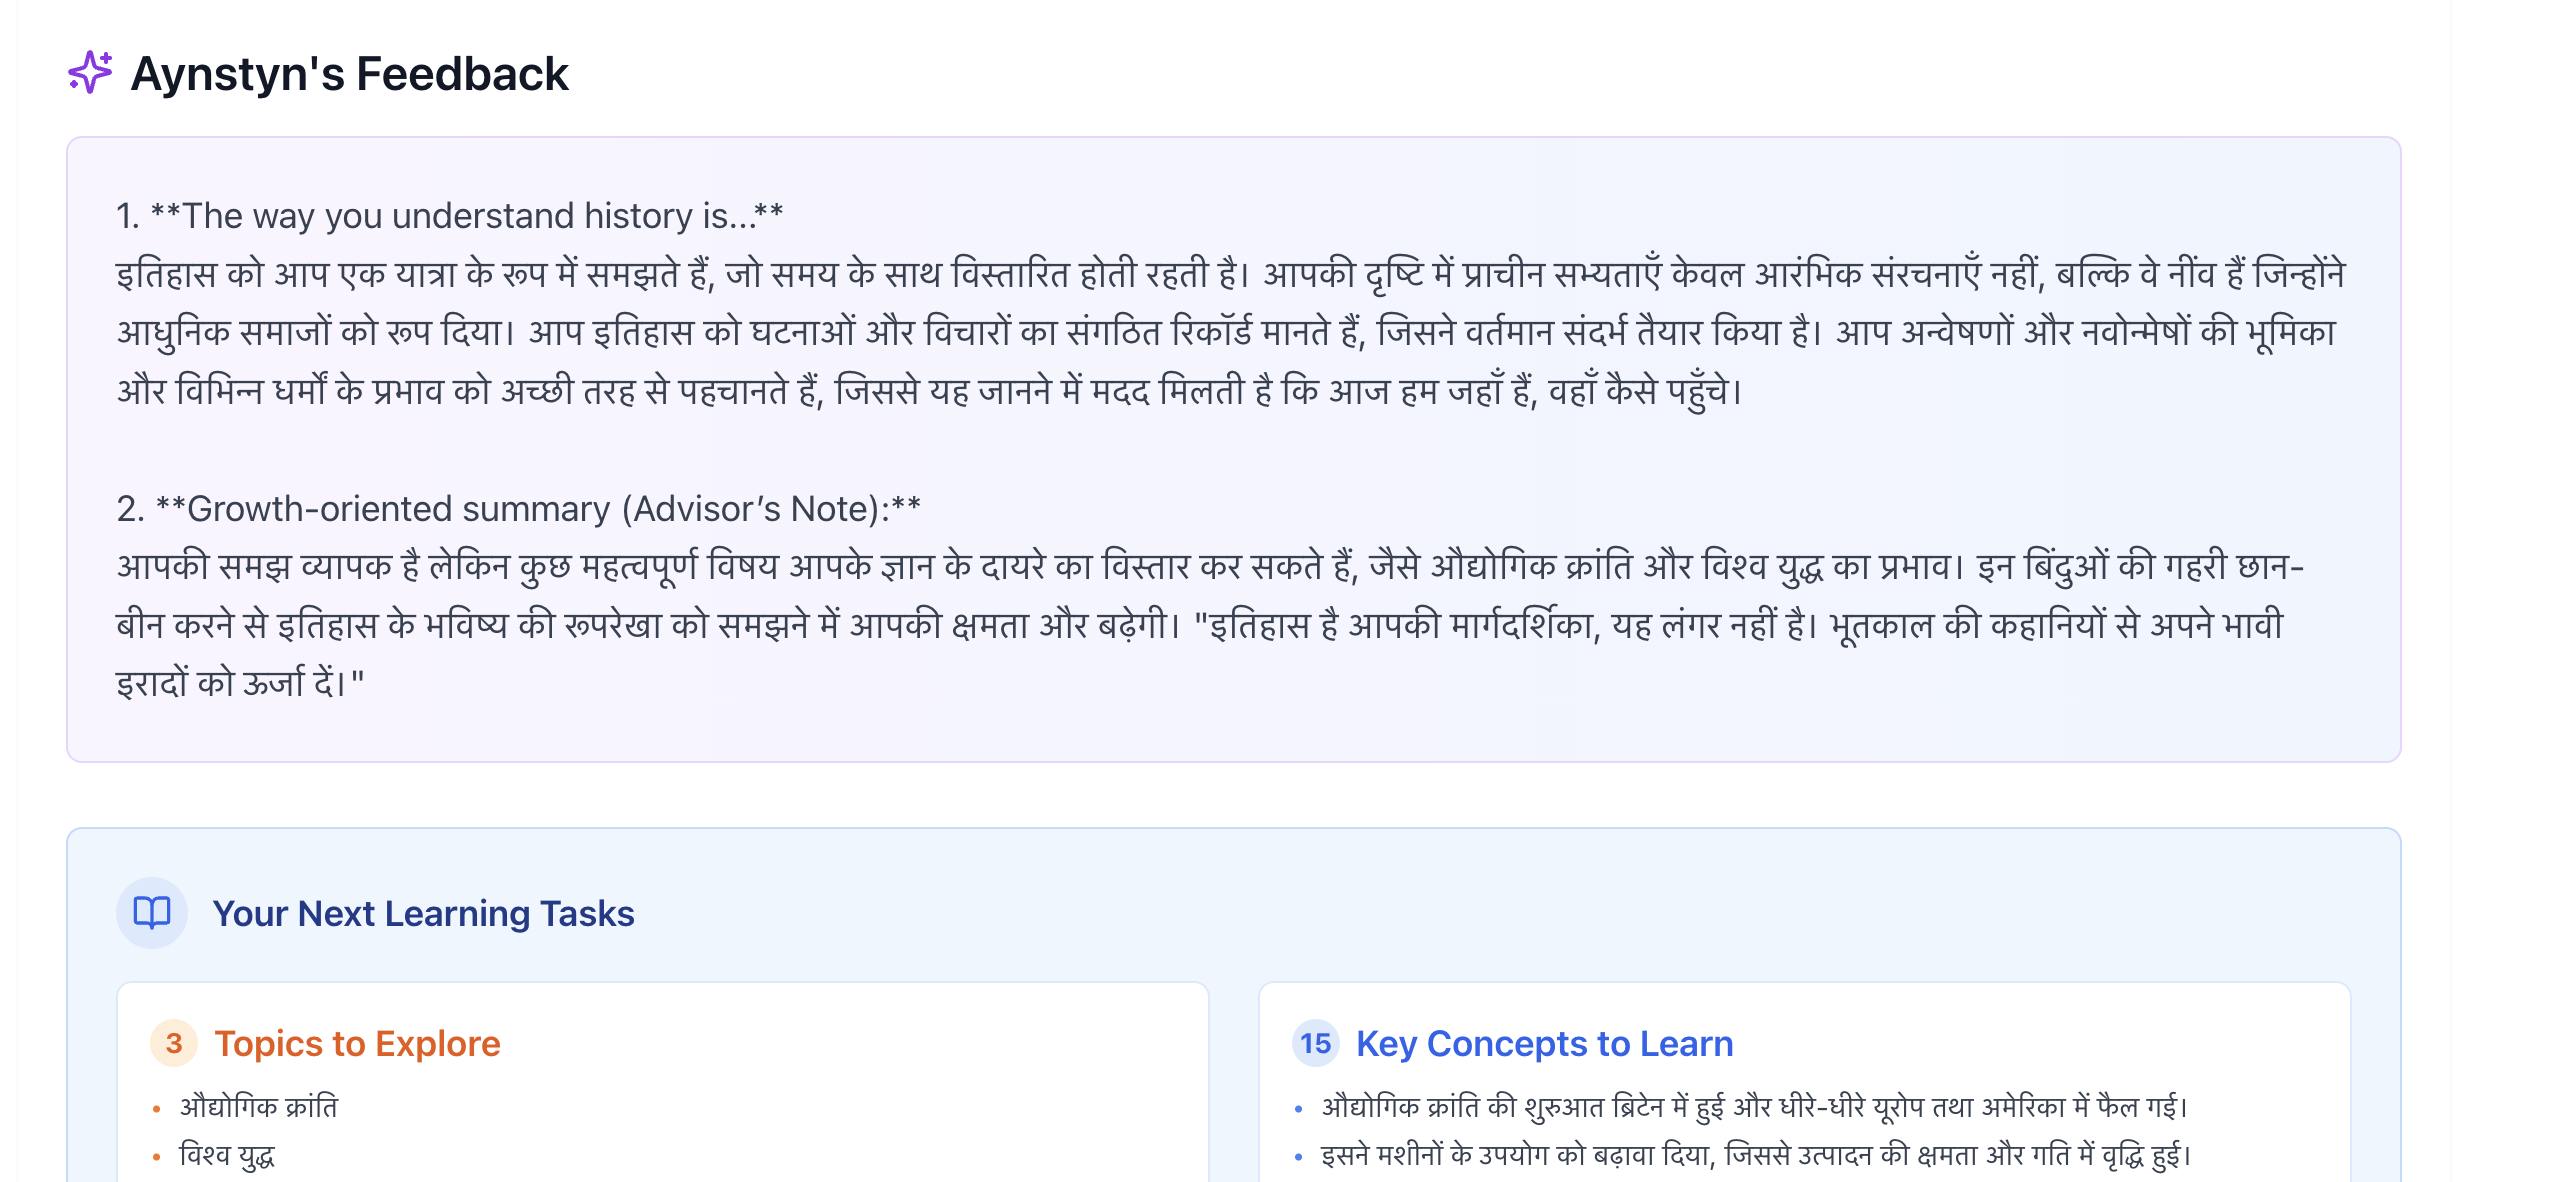 Aynstyn's Feedback
1. **The way you understand history is...**
इतिहास को आप एक यात्रा के रूप में समझते हैं, जो समय के साथ विस्तारित होती रहती है। आपकी दृष्टि में प्राचीन सभ्यताएँ केवल आरंभिक संरचनाएँ नहीं, बल्कि वे नींव हैं जिन्होंने
आधुनिक समाजों को रूप दिया। आप इतिहास को घटनाओं और विचारों का संगठित रिकॉर्ड मानते हैं, जिसने वर्तमान संदर्भ तैयार किया है। आप अन्वेषणों और नवोन्मेषों की भूमिका
और विभिन्न धर्मों के प्रभाव को अच्छी तरह से पहचानते हैं, जिससे यह जानने में मदद मिलती है कि आज हम जहाँ हैं, वहाँ कैसे पहुँचे।
2. **Growth-oriented summary (Advisor’s Note):**
आपकी समझ व्यापक है लेकिन कुछ महत्वपूर्ण विषय आपके ज्ञान के दायरे का विस्तार कर सकते हैं, जैसे औद्योगिक क्रांति और विश्व युद्ध का प्रभाव। इन बिंदुओं की गहरी छान-
बीन करने से इतिहास के भविष्य की रूपरेखा को समझने में आपकी क्षमता और बढ़ेगी। "इतिहास है आपकी मार्गदर्शिका, यह लंगर नहीं है। भूतकाल की कहानियों से अपने भावी
इरादों को ऊर्जा दें।"
Your Next Learning Tasks
3 Topics to Explore
• औद्योगिक क्रांति
• विश्व युद्ध
15 Key Concepts to Learn
• औद्योगिक क्रांति की शुरुआत ब्रिटेन में हुई और धीरे-धीरे यूरोप तथा अमेरिका में फैल गई।
• इसने मशीनों के उपयोग को बढ़ावा दिया, जिससे उत्पादन की क्षमता और गति में वृद्धि हुई।